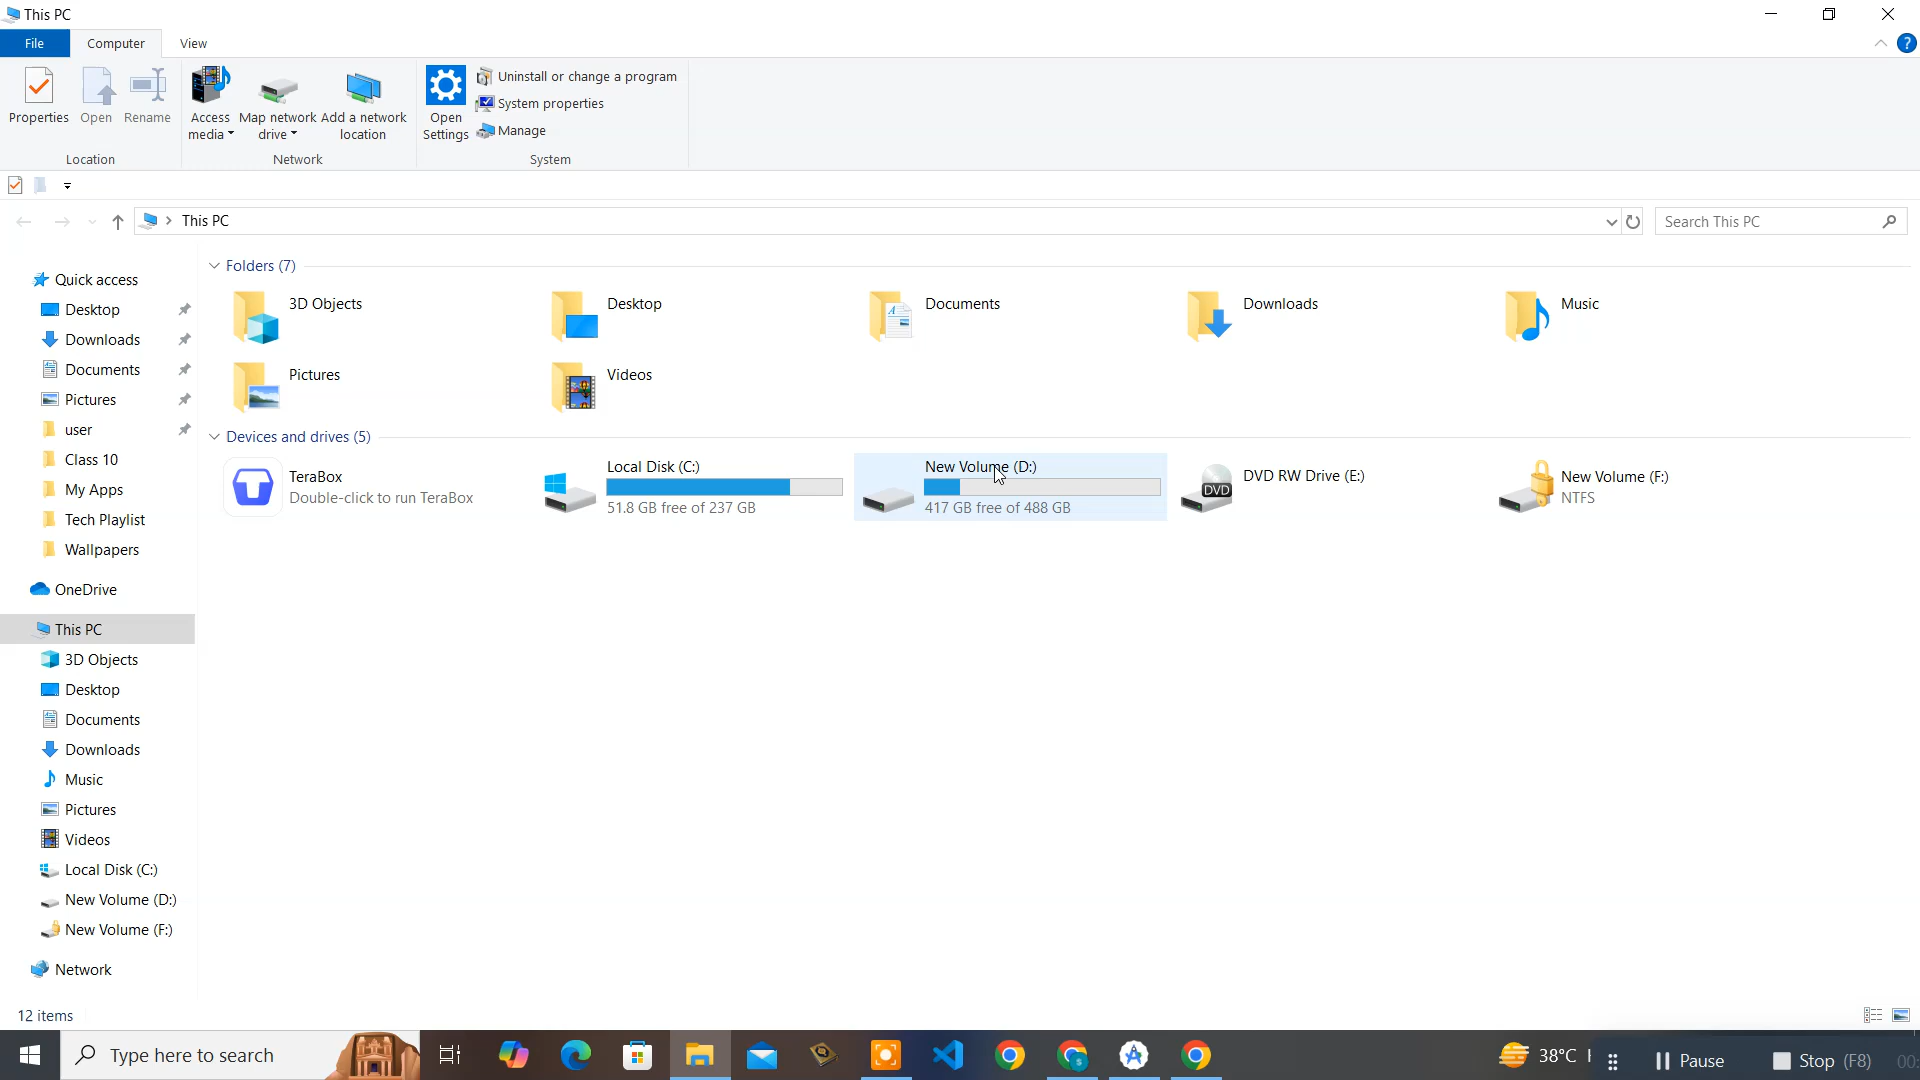 This PC
File Computer View
Properties Open Rename
Access media
Map network drive
Add a network location
Open Settings
Uninstall or change a program
System properties
Manage
Location Network System
This PC
Search This PC
Quick access
Desktop
Downloads
Documents
Pictures
user
Class 10
My Apps
Tech Playlist
Wallpapers
OneDrive
This PC
3D Objects
Desktop
Documents
Downloads
Music
Pictures
Videos
Local Disk (C:)
New Volume (D:)
New Volume (F:)
Network
Folders (7)
3D Objects
Desktop
Documents
Downloads
Music
Pictures
Videos
Devices and drives (5)
TeraBox
Double-click to run TeraBox
Local Disk (C:)
51.8 GB free of 237 GB
New Volume (D:)
417 GB free of 488 GB
DVD
DVD RW Drive (E:)
New Volume (F:)
NTFS
12 items
Type here to search
38°C
Pause
Stop (F8)